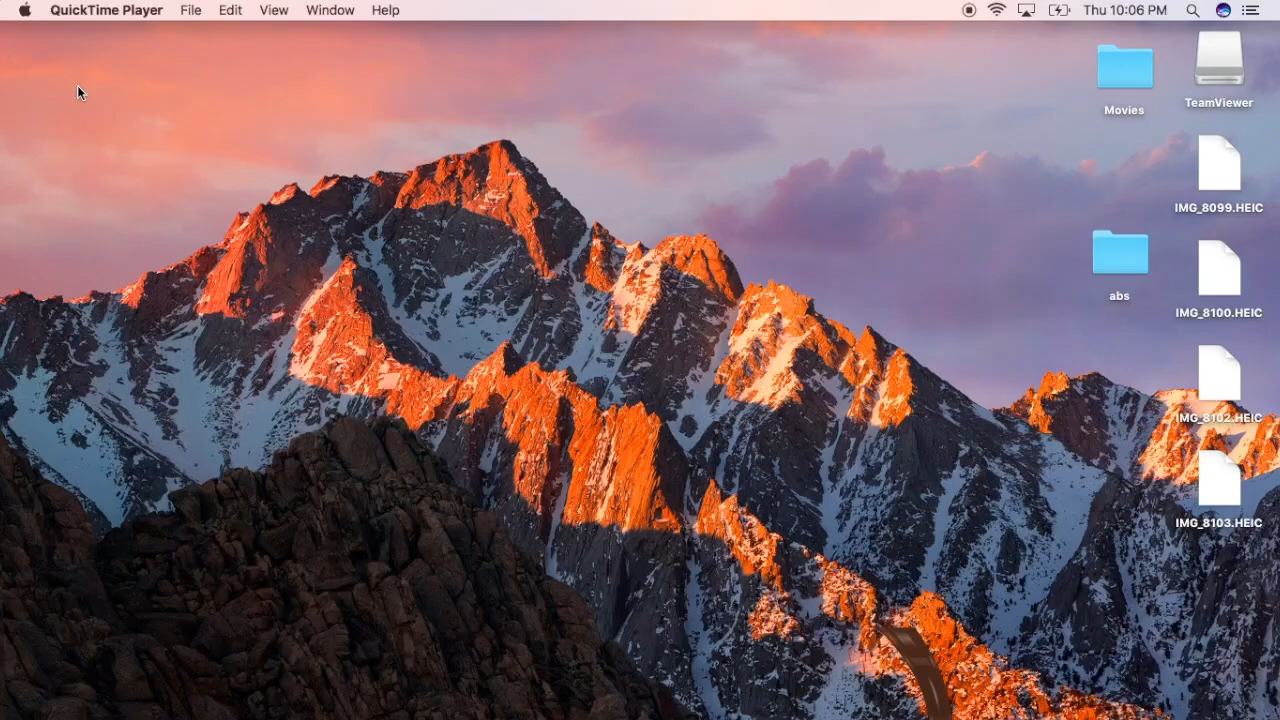 QuickTime Player File Edit View Window Help Thu 10:06 PM
Movies
TeamViewer
IMG_8099.HEIC
abs
IMG_8100.HEIC
IMG_8102.HEIC
IMG_8103.HEIC